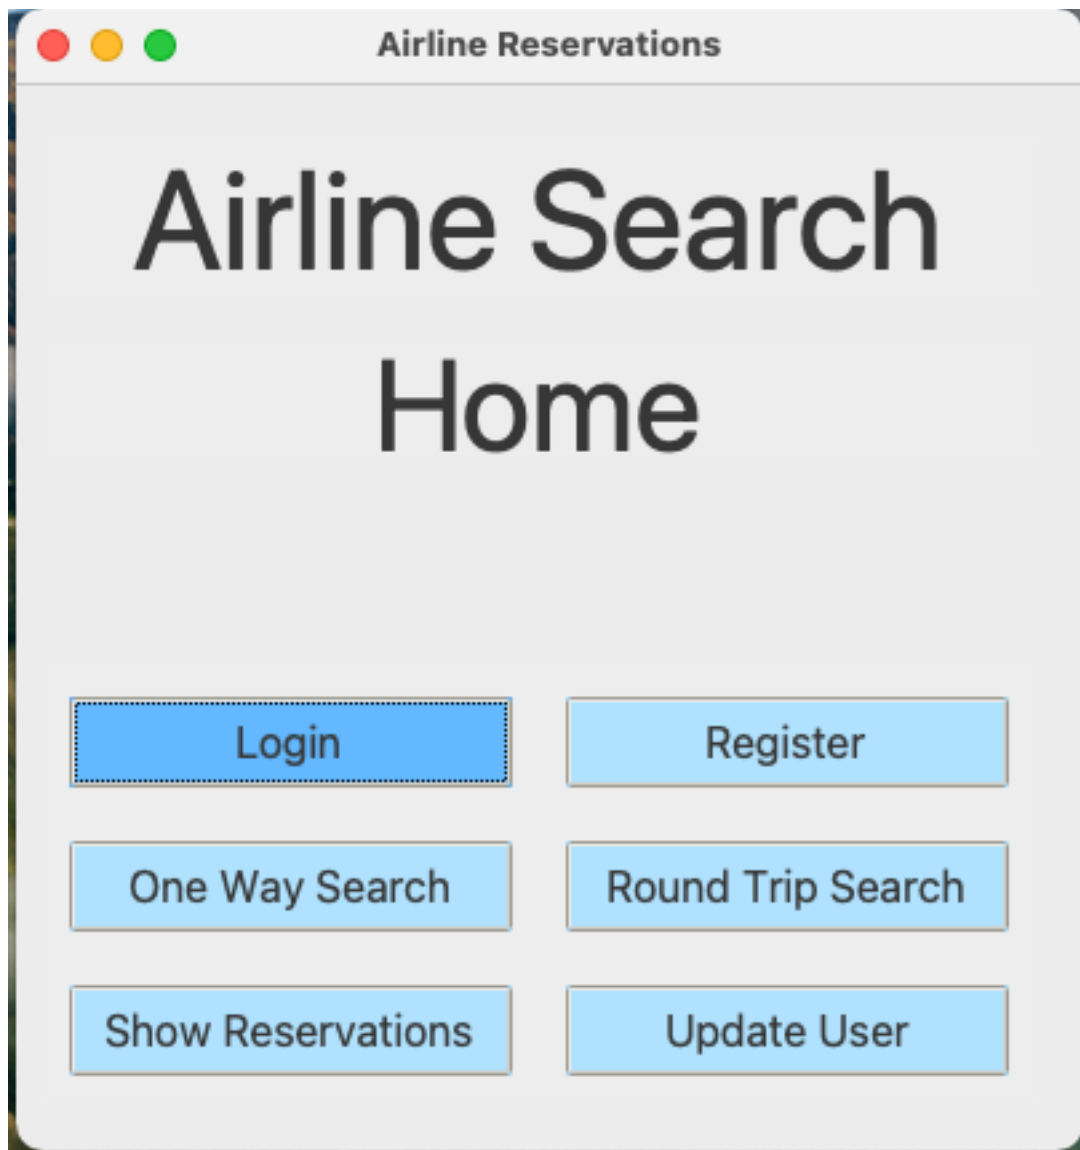 Airline Reservations
Airline Search
Home
Login
Register
One Way Search
Round Trip Search
Show Reservations
Update User